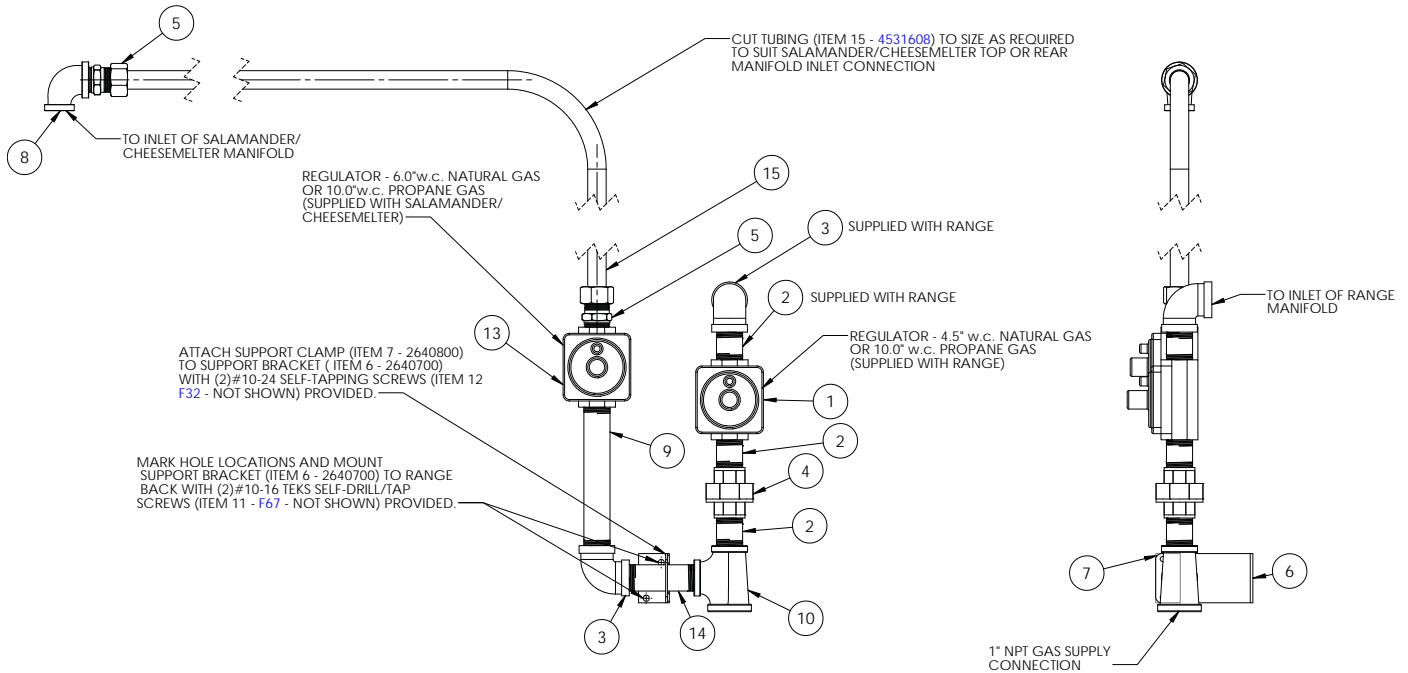 5
CUT TUBING (ITEM 15 - 4531608) TO SIZE AS REQUIRED
TO SUIT SALAMANDER/CHEESEMELTER TOP OR REAR
MANIFOLD INLET CONNECTION
8
TO INLET OF SALAMANDER/
CHEESEMELTER MANIFOLD
REGULATOR - 6.0"w.c. NATURAL GAS
OR 10.0"w.c. PROPANE GAS
(SUPPLIED WITH SALAMANDER/
CHEESEMELTER)
15
5
3
SUPPLIED WITH RANGE
2
SUPPLIED WITH RANGE
TO INLET OF RANGE
MANIFOLD
13
REGULATOR - 4.5" w.c. NATURAL GAS
OR 10.0" w.c. PROPANE GAS
(SUPPLIED WITH RANGE)
ATTACH SUPPORT CLAMP (ITEM 7 - 2640800)
TO SUPPORT BRACKET ( ITEM 6 - 2640700)
WITH (2)#10-24 SELF-TAPPING SCREWS (ITEM 12
F32 - NOT SHOWN) PROVIDED.
1
9
2
4
MARK HOLE LOCATIONS AND MOUNT
SUPPORT BRACKET (ITEM 6 - 2640700) TO RANGE
BACK WITH (2)#10-16 TEKS SELF-DRILL/TAP
SCREWS (ITEM 11 - F67 - NOT SHOWN) PROVIDED.
2
7
6
10
3
14
1" NPT GAS SUPPLY
CONNECTION